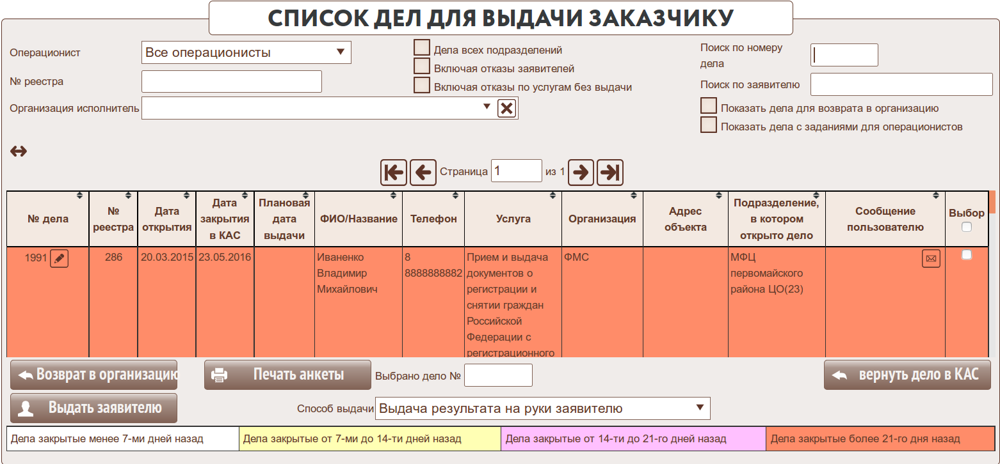 СПИСОК ДЕЛ ДЛЯ ВЫДАЧИ ЗАКАЗЧИКУ
Операционист
Все операционисты
№ реестра
Организация исполнитель
Дела всех подразделений
Включая отказы заявителей
Включая отказы по услугам без выдачи
Поиск по номеру
дела
Поиск по заявителю
Показать дела для возврата в организацию
Показать дела с заданиями для операционистов
Страница 1 из 1
№ дела
№
реестра
Дата
открытия
Дата
закрытия
в КАС
Плановая
дата
выдачи
ФИО/Название
Телефон
Услуга
Организация
Адрес
объекта
Подразделение,
в котором
открыто дело
Сообщение
пользователю
Выбор
1991
286
20.03.2015
23.05.2016
Иваненко
Владимир
Михайлович
8
8888888882
Прием и выдача
документов о
регистрации и
снятии граждан
Российской
Федерации с
регистрационного
ФМС
МФЦ
первомайского
района ЦО(23)
Возврат в организацию
Печать анкеты
Выбрано дело №
вернуть дело в КАС
Выдать заявителю
Способ выдачи
Выдача результата на руки заявителю
Дела закрытые менее 7-ми дней назад
Дела закрытые от 7-ми до 14-ти дней назад
Дела закрытые от 14-ти до 21-го дней назад
Дела закрытые более 21-го дня назад